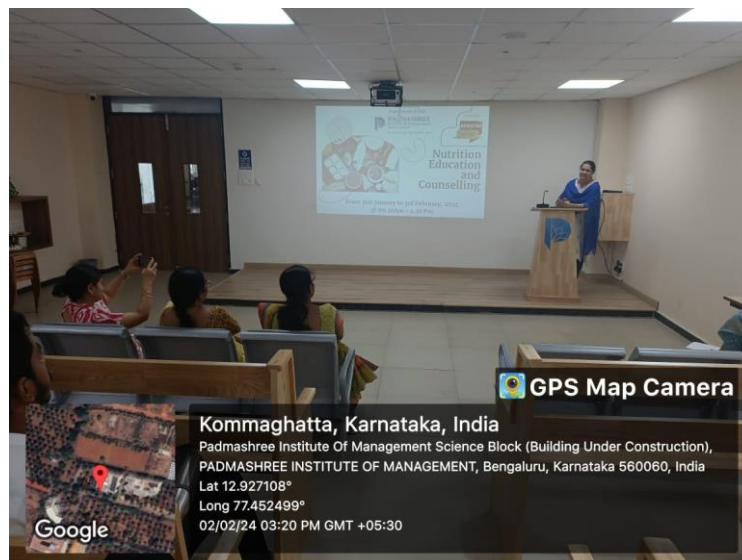 PADMASHREE
Nutrition
Education
and
Counselling
GPS Map Camera
Kommaghatta, Karnataka, India
Padmashree Institute Of Management Science Block (Building Under Construction),
PADMASHREE INSTITUTE OF MANAGEMENT, Bengaluru, Karnataka 560060, India
Lat 12.927108°
Long 77.452499°
02/02/24 03:20 PM GMT +05:30
Google